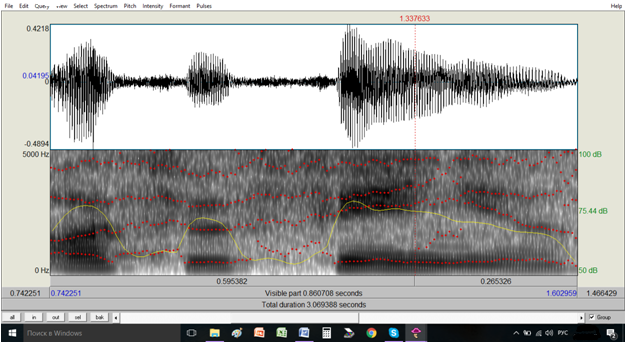 File Edit Query View Select Spectrum Pitch Intensity Formant Pulses Help
1.337633
0.4218
0.04195
0
-0.4894
5000 Hz 100 dB
75.44 dB
0 Hz 50 dB
0.595382 0.265326
0.742251 0.742251 Visible part 0.860708 seconds 1.602959 1.466429
Total duration 3.069388 seconds
all in out sel bak Group
Поиск в Windows РУС